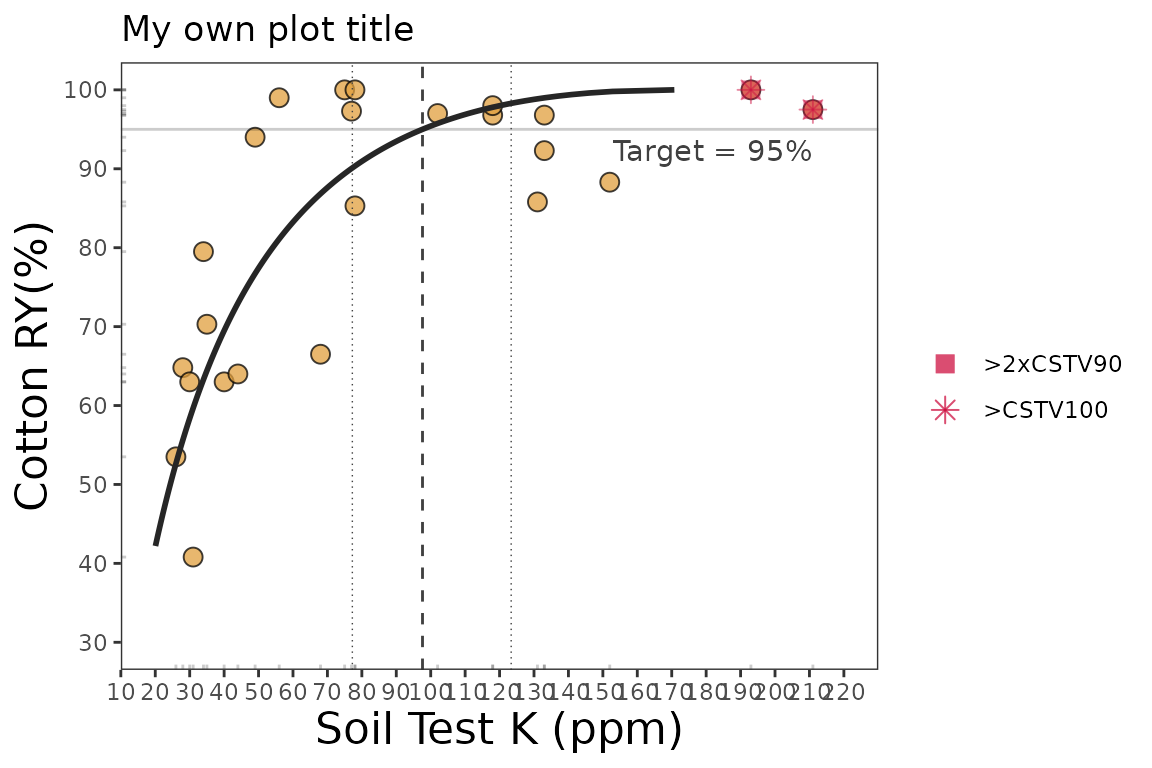 My own plot title
Cotton RY(%)
100
90
80
70
60
50
40
30
Target = 95%
10 20 30 40 50 60 70 80 90 100 110 120 130 140 150 160 170 180 190 200 210 220
Soil Test K (ppm)
>2xCSTV90
>CSTV100